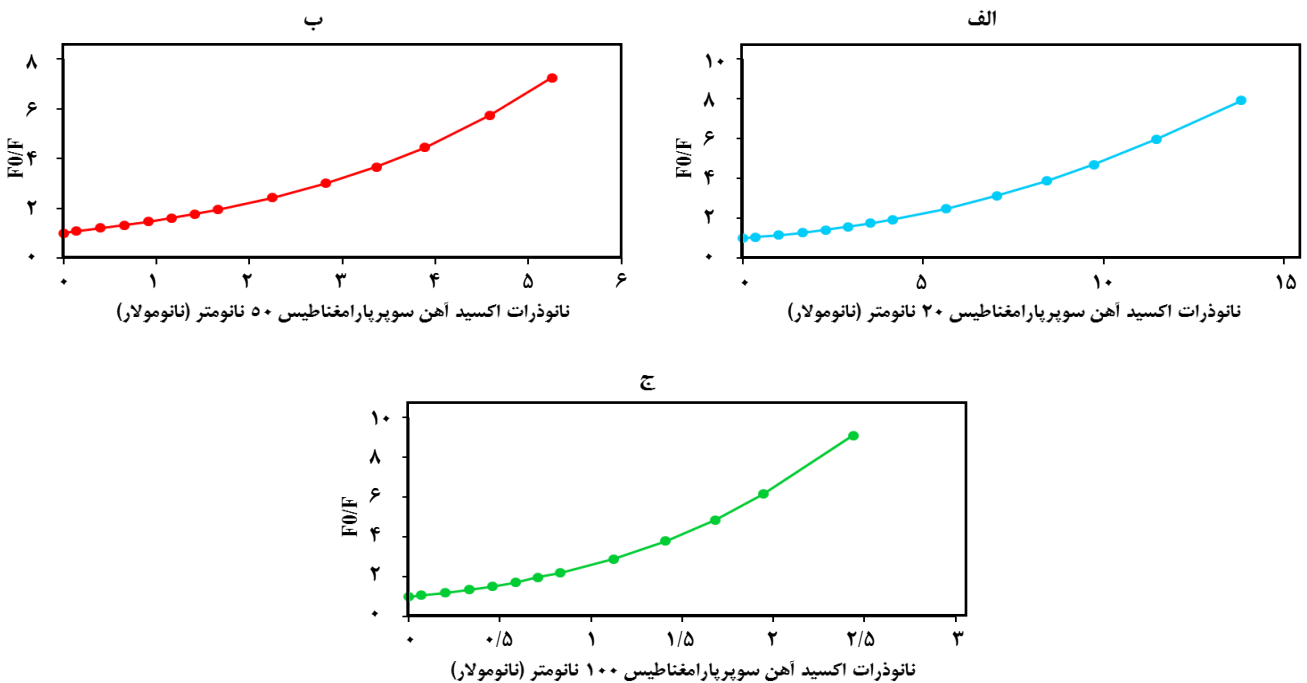 الف
F0/F
۱۰
۸
۶
۴
۲
۰
۰ ۵ ۱۰ ۱۵
نانوذرات اکسید آهن سوپرپارامغناطیس ۲۰ نانومتر (نانومولار)
ب
F0/F
۸
۶
۴
۲
۰
۰ ۱ ۲ ۳ ۴ ۵ ۶
نانوذرات اکسید آهن سوپرپارامغناطیس ۵۰ نانومتر (نانومولار)
ج
F0/F
۱۰
۸
۶
۴
۲
۰
۰ ۰/۵ ۱ ۱/۵ ۲ ۲/۵ ۳
نانوذرات اکسید آهن سوپرپارامغناطیس ۱۰۰ نانومتر (نانومولار)